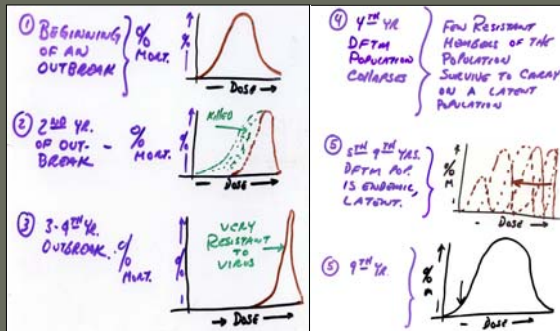 ① BEGINNING
OF AN
OUTBREAK
% MORT.
%
- DOSE →
② 2ND YR.
OF OUT-
BREAK -
% MORT.
KILLED
%
- DOSE →
③ 3-4TH YR.
OUTBREAK.
% MORT.
VERY
RESISTANT
TO
VIRUS
%
→ DOSE →
④ 4TH YR
DFTM
POPULATION
COLLAPSES
FEW RESISTANT
MEMBERS OF THE
POPULATION
SURVIVE TO CARRY
ON A LATENT
POPULATION
⑤ 5TH 9TH YRS.
DFTM POP.
IS ENDEMIC,
LATENT.
% M
- DOSE →
⑤ 9TH YR.
% M
- DOSE →